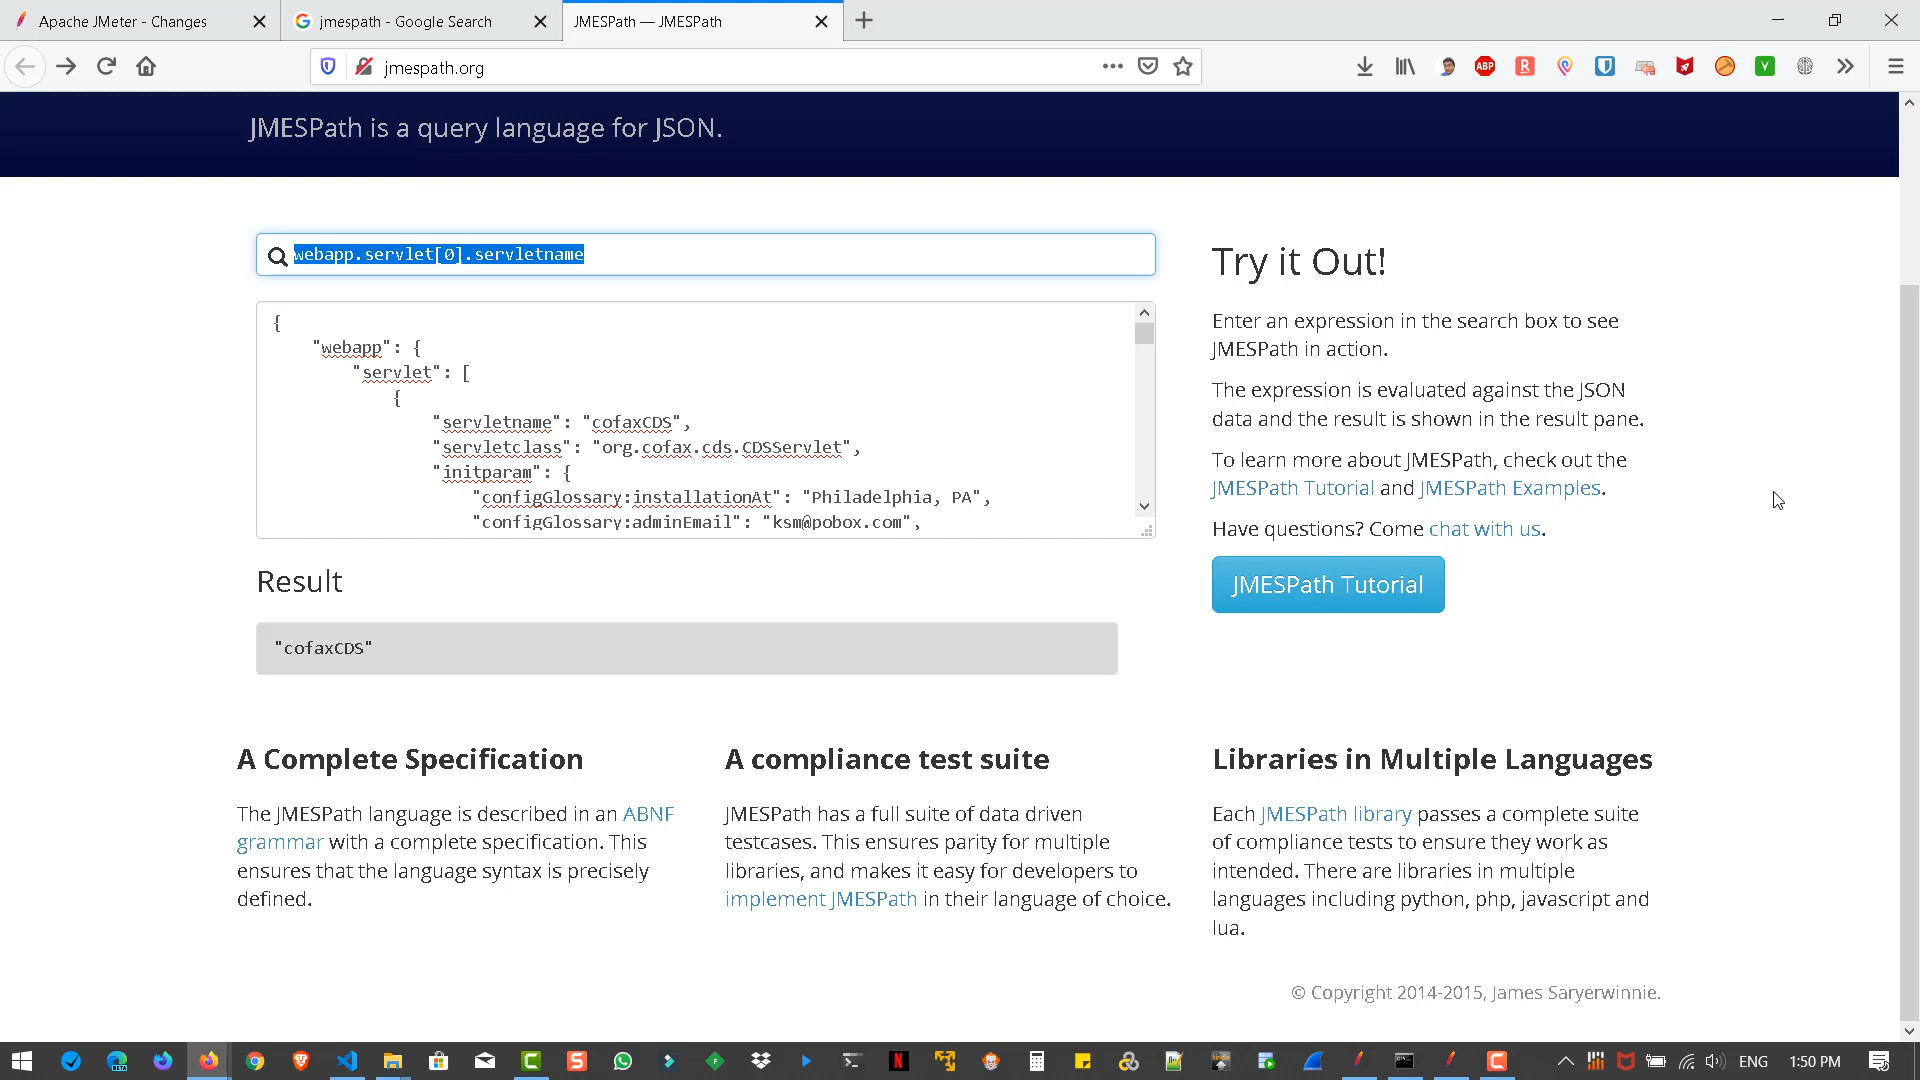 Apache JMeter - Changes
jmespath - Google Search
JMESPath — JMESPath
jmespath.org
ABP
R
V
JMESPath is a query language for JSON.
webapp.servlet[0].servletname
{
"webapp": {
"servlet": [
{
"servletname": "cofaxCDS",
"servletclass": "org.cofax.cds.CDSServlet",
"initparam": {
"configGlossary:installationAt": "Philadelphia, PA",
"configGlossary:adminEmail": "ksm@pobox.com",
Result
"cofaxCDS"
Try it Out!
Enter an expression in the search box to see
JMESPath in action.
The expression is evaluated against the JSON
data and the result is shown in the result pane.
To learn more about JMESPath, check out the
JMESPath Tutorial and JMESPath Examples.
Have questions? Come chat with us.
JMESPath Tutorial
A Complete Specification
The JMESPath language is described in an ABNF
grammar with a complete specification. This
ensures that the language syntax is precisely
defined.
A compliance test suite
JMESPath has a full suite of data driven
testcases. This ensures parity for multiple
libraries, and makes it easy for developers to
implement JMESPath in their language of choice.
Libraries in Multiple Languages
Each JMESPath library passes a complete suite
of compliance tests to ensure they work as
intended. There are libraries in multiple
languages including python, php, javascript and
lua.
© Copyright 2014-2015, James Saryerwinnie.
ENG
1:50 PM